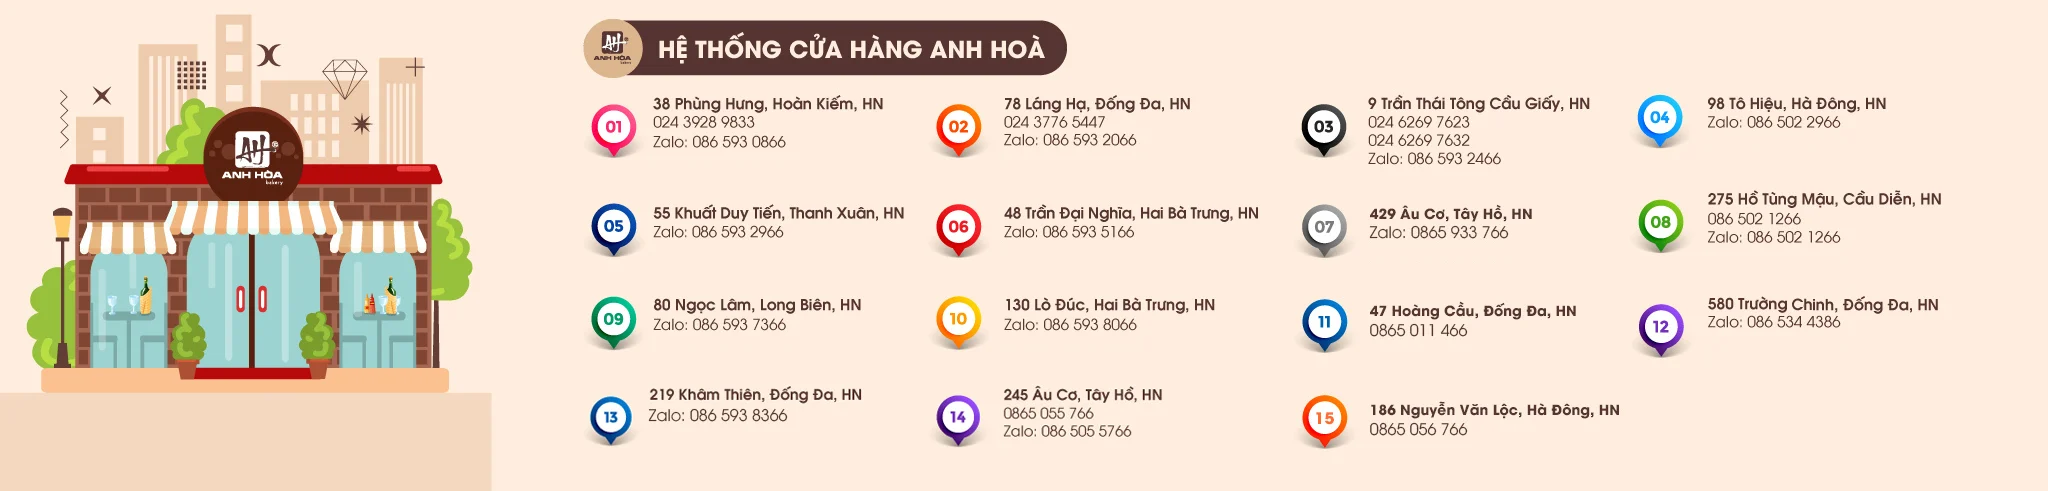 AH
ANH HÒA
bakery
AH
ANH HÒA
bakery
HỆ THỐNG CỬA HÀNG ANH HOÀ
01
38 Phùng Hưng, Hoàn Kiếm, HN
024 3928 9833
Zalo: 086 593 0866
02
78 Láng Hạ, Đống Đa, HN
024 3776 5447
Zalo: 086 593 2066
03
9 Trần Thái Tông Cầu Giấy, HN
024 6269 7623
024 6269 7632
Zalo: 086 593 2466
04
98 Tô Hiệu, Hà Đông, HN
Zalo: 086 502 2966
05
55 Khuất Duy Tiến, Thanh Xuân, HN
Zalo: 086 593 2966
06
48 Trần Đại Nghĩa, Hai Bà Trưng, HN
Zalo: 086 593 5166
07
429 Âu Cơ, Tây Hồ, HN
Zalo: 0865 933 766
08
275 Hồ Tùng Mậu, Cầu Diễn, HN
086 502 1266
Zalo: 086 502 1266
09
80 Ngọc Lâm, Long Biên, HN
Zalo: 086 593 7366
10
130 Lò Đúc, Hai Bà Trưng, HN
Zalo: 086 593 8066
11
47 Hoàng Cầu, Đống Đa, HN
0865 011 466
12
580 Trường Chinh, Đống Đa, HN
Zalo: 086 534 4386
13
219 Khâm Thiên, Đống Đa, HN
Zalo: 086 593 8366
14
245 Âu Cơ, Tây Hồ, HN
0865 055 766
Zalo: 086 505 5766
15
186 Nguyễn Văn Lộc, Hà Đông, HN
0865 056 766